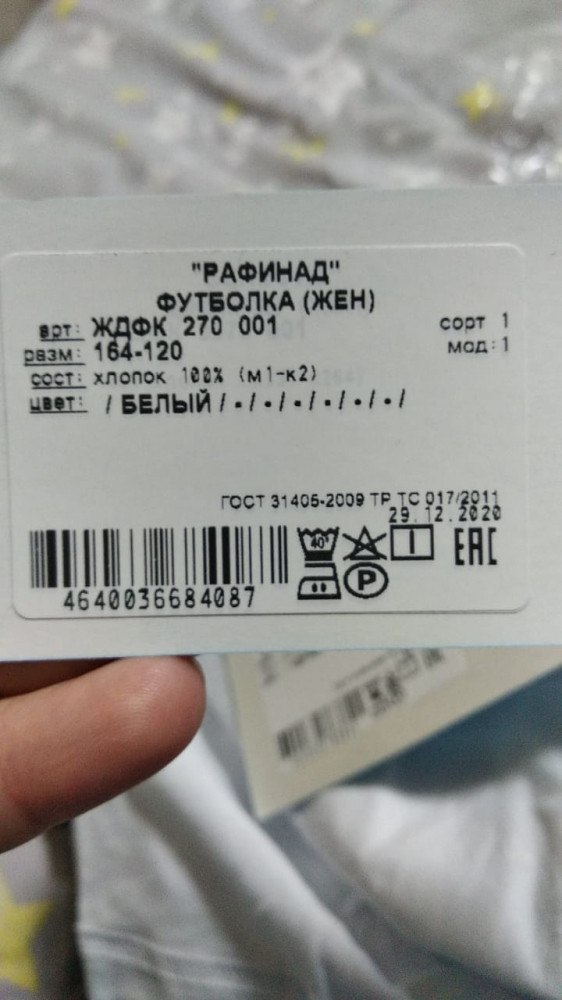 "РАФИНАД"
ФУТБОЛКА (ЖЕН)
арт: ЖДФК 270 001
сорт 1
разм: 164-120
мод: 1
сост: хлопок 100% (м1-к2)
цвет: / БЕЛЫЙ / - / - / - / - / - /
ГОСТ 31405-2009 ТР ТС 017/2011
29.12.2020
40°
P
ЕАС
4640036684087